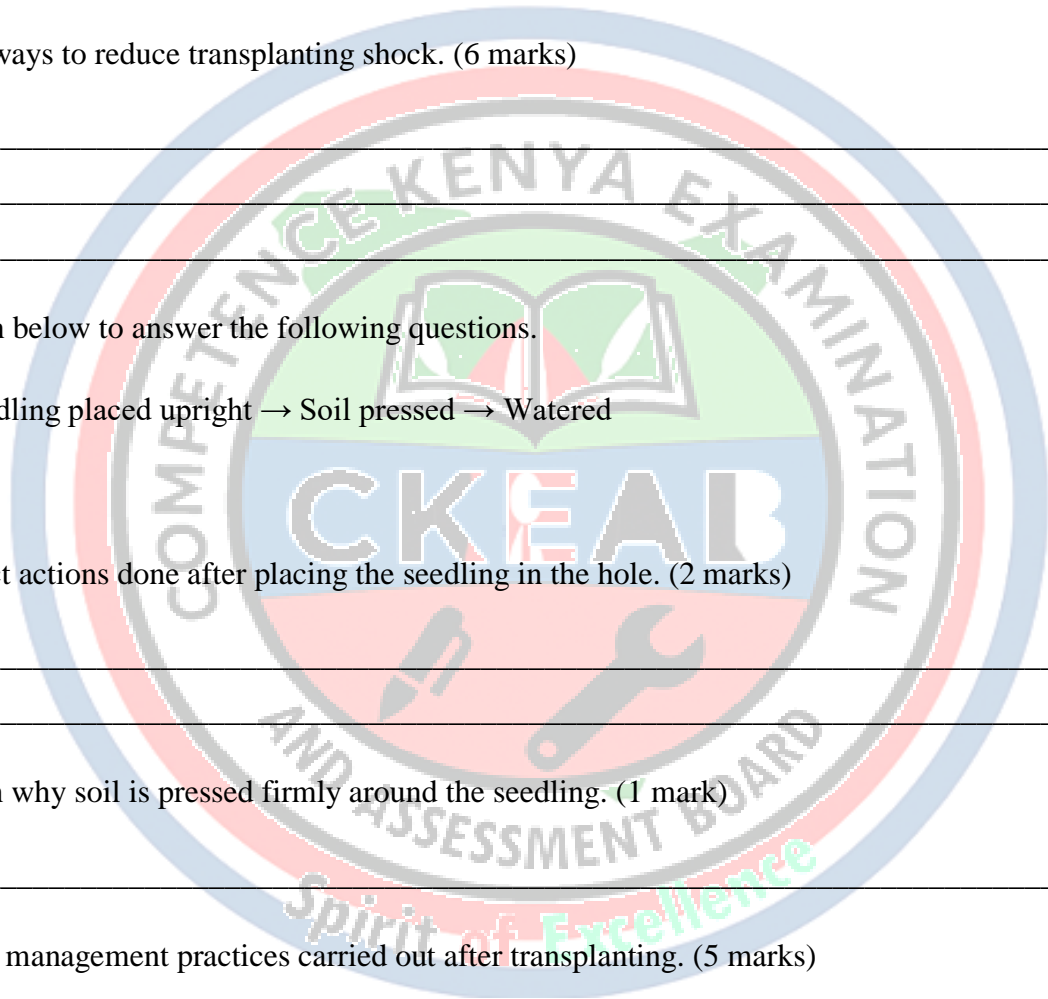 ways to reduce transplanting shock. (6 marks)
below to answer the following questions.
dling placed upright → Soil pressed → Watered
actions done after placing the seedling in the hole. (2 marks)
why soil is pressed firmly around the seedling. (1 mark)
management practices carried out after transplanting. (5 marks)
COMPETENCE KENYA EXAMINATION
CKEAB
AND ASSESSMENT BOARD
Spirit of Excellence